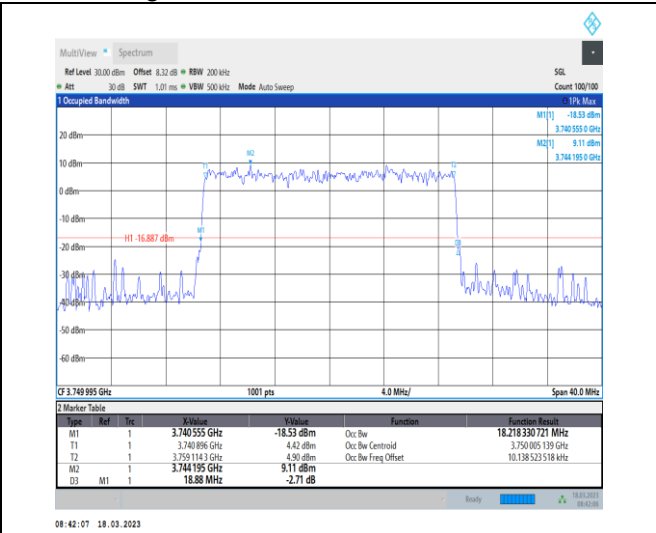 MultiView Spectrum
Ref Level 30.00 dBm Offset 8.32 dB RBW 200 kHz SGL
Att 30 dB SWT 1.01 ms VBW 500 kHz Mode Auto Sweep Count 100/100
1 Occupied Bandwidth 1Pk Max
M1[1] -18.53 dBm
3.740 555 0 GHz
M2[1] 9.11 dBm
3.744 195 0 GHz
20 dBm
M2
T1 T2
10 dBm
0 dBm
-10 dBm
M1
H1 -16.887 dBm
D3
-20 dBm
-30 dBm
-40 dBm
-50 dBm
-60 dBm
CF 3.749 995 GHz 1001 pts 4.0 MHz/ Span 40.0 MHz
2 Marker Table
Type Ref Trc X-Value Y-Value Function Function Result
M1 1 3.740 555 GHz -18.53 dBm Occ Bw 18.218 330 721 MHz
T1 1 3.740 896 GHz 4.42 dBm Occ Bw Centroid 3.750 005 139 GHz
T2 1 3.759 114 3 GHz 4.90 dBm Occ Bw Freq Offset 10.138 523 518 kHz
M2 1 3.744 195 GHz 9.11 dBm
D3 M1 1 18.88 MHz -2.71 dB
Ready 18.03.2023
08:42:06
08:42:07 18.03.2023